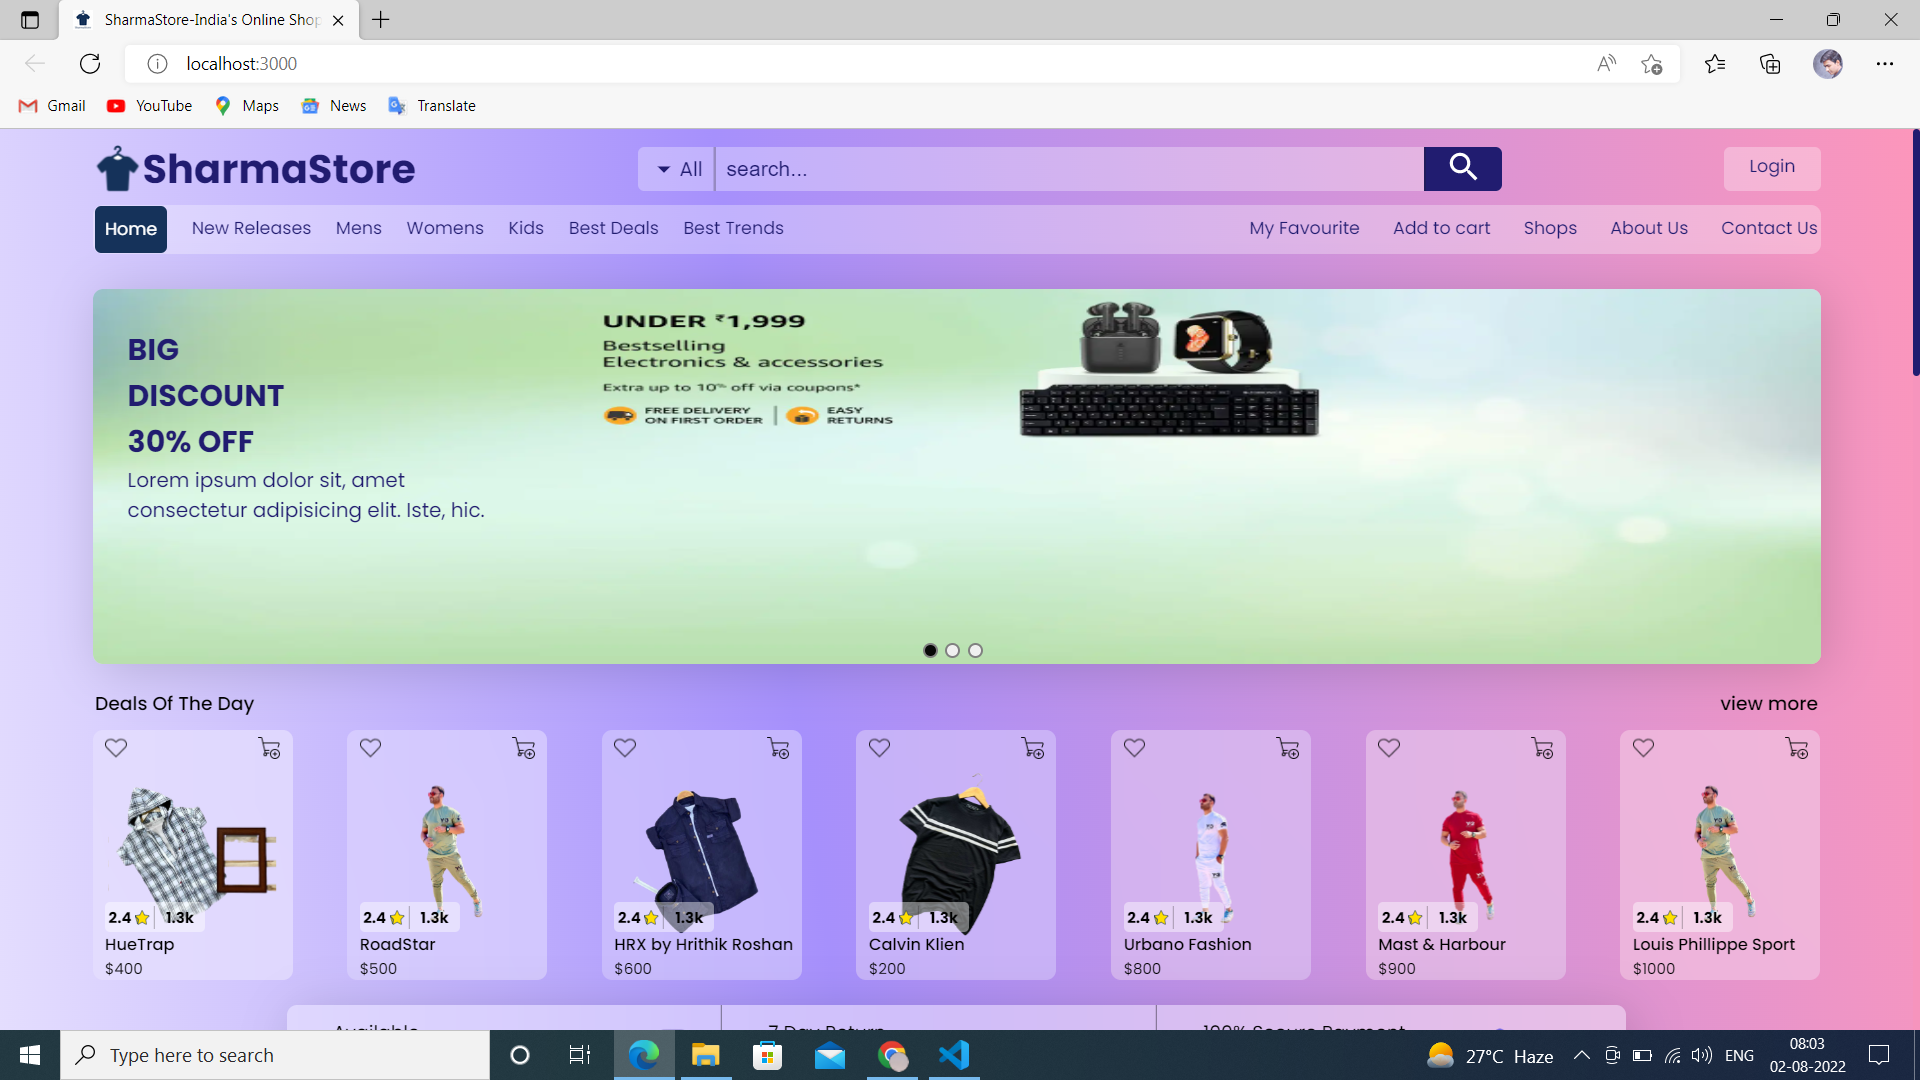 SharmaStore-India's Online Shop
localhost:3000
Gmail YouTube Maps News Translate
SharmaStore
All search... Login
Home New Releases Mens Womens Kids Best Deals Best Trends My Favourite Add to cart Shops About Us Contact Us
BIG
DISCOUNT
30% OFF
Lorem ipsum dolor sit, amet
consectetur adipisicing elit. Iste, hic.
UNDER ₹1,999
Bestselling
Electronics & accessories
Extra up to 10% off via coupons*
FREE DELIVERY
ON FIRST ORDER
EASY
RETURNS
Deals Of The Day view more
2.4 1.3k
HueTrap
$400
2.4 1.3k
RoadStar
$500
2.4 1.3k
HRX by Hrithik Roshan
$600
2.4 1.3k
Calvin Klien
$200
2.4 1.3k
Urbano Fashion
$800
2.4 1.3k
Mast & Harbour
$900
2.4 1.3k
Louis Phillippe Sport
$1000
Available 7 Day Return 100% Secure Payment
Type here to search
27°C Haze
ENG
08:03
02-08-2022